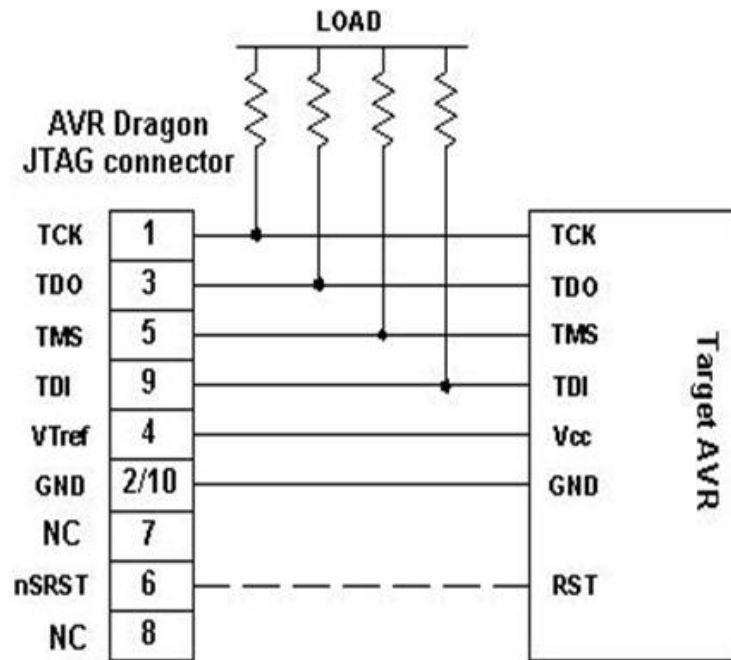 LOAD
AVR Dragon
JTAG connector
TCK 1 TCK
TDO 3 TDO
TMS 5 TMS
TDI 9 TDI
VTref 4 Vcc
GND 2/10 GND
NC 7
nSRST 6 RST
NC 8
Target AVR